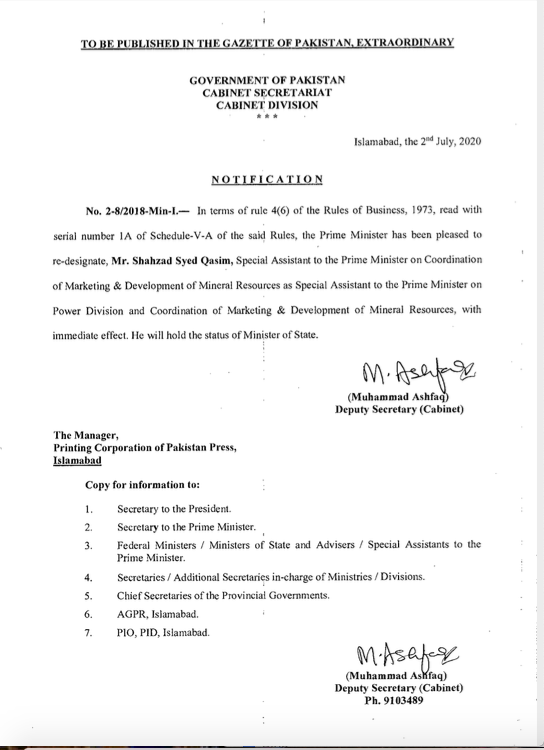 TO BE PUBLISHED IN THE GAZETTE OF PAKISTAN, EXTRAORDINARY
GOVERNMENT OF PAKISTAN
CABINET SECRETARIAT
CABINET DIVISION
* * *
Islamabad, the 2nd July, 2020
NOTIFICATION
No. 2-8/2018-Min-I.— In terms of rule 4(6) of the Rules of Business, 1973, read with
serial number 1A of Schedule-V-A of the said Rules, the Prime Minister has been pleased to
re-designate, Mr. Shahzad Syed Qasim, Special Assistant to the Prime Minister on Coordination
of Marketing & Development of Mineral Resources as Special Assistant to the Prime Minister on
Power Division and Coordination of Marketing & Development of Mineral Resources, with
immediate effect. He will hold the status of Minister of State.
M. Ashfaq
(Muhammad Ashfaq)
Deputy Secretary (Cabinet)
The Manager,
Printing Corporation of Pakistan Press,
Islamabad
Copy for information to:
1. Secretary to the President.
2. Secretary to the Prime Minister.
3. Federal Ministers / Ministers of State and Advisers / Special Assistants to the
Prime Minister.
4. Secretaries / Additional Secretaries in-charge of Ministries / Divisions.
5. Chief Secretaries of the Provincial Governments.
6. AGPR, Islamabad.
7. PIO, PID, Islamabad.
M. Ashfaq
(Muhammad Ashfaq)
Deputy Secretary (Cabinet)
Ph. 9103489